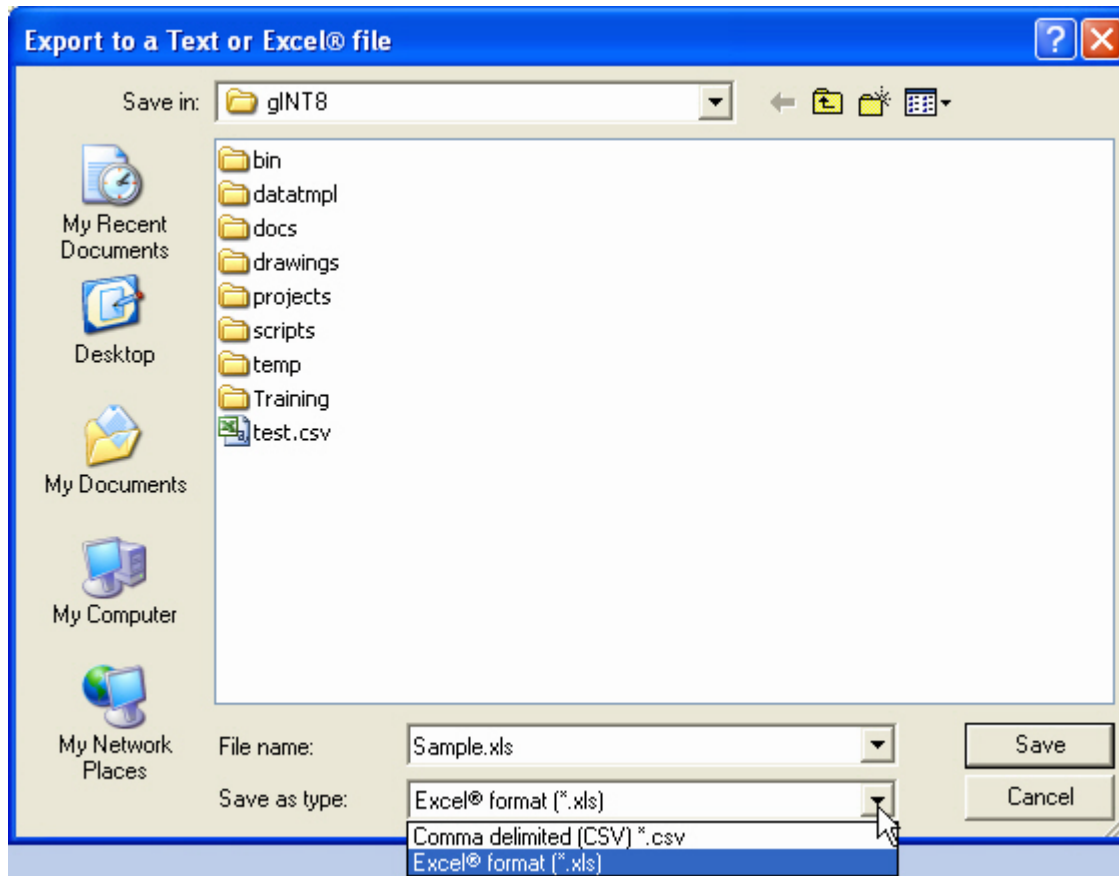 Export to a Text or Excel® file
Save in:
gINT8
My Recent
Documents
Desktop
My Documents
My Computer
My Network
Places
bin
datatmpl
docs
drawings
projects
scripts
temp
Training
test.csv
File name:
Sample.xls
Save
Save as type:
Excel® format (*.xls)
Cancel
Comma delimited (CSV) *.csv
Excel® format (*.xls)